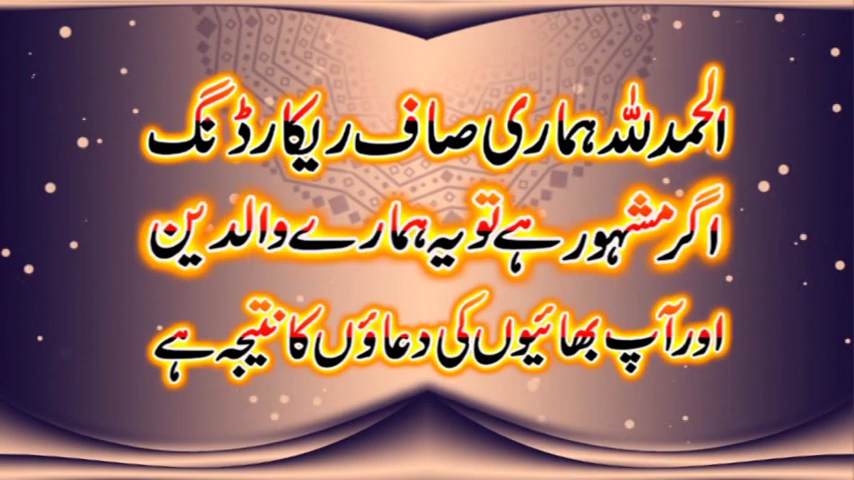 الحمدللہ ہماری صاف ریکارڈنگ
اگر مشہور ہے تو یہ ہمارے والدین
اور آپ بھائیوں کی دعاؤں کا نتیجہ ہے